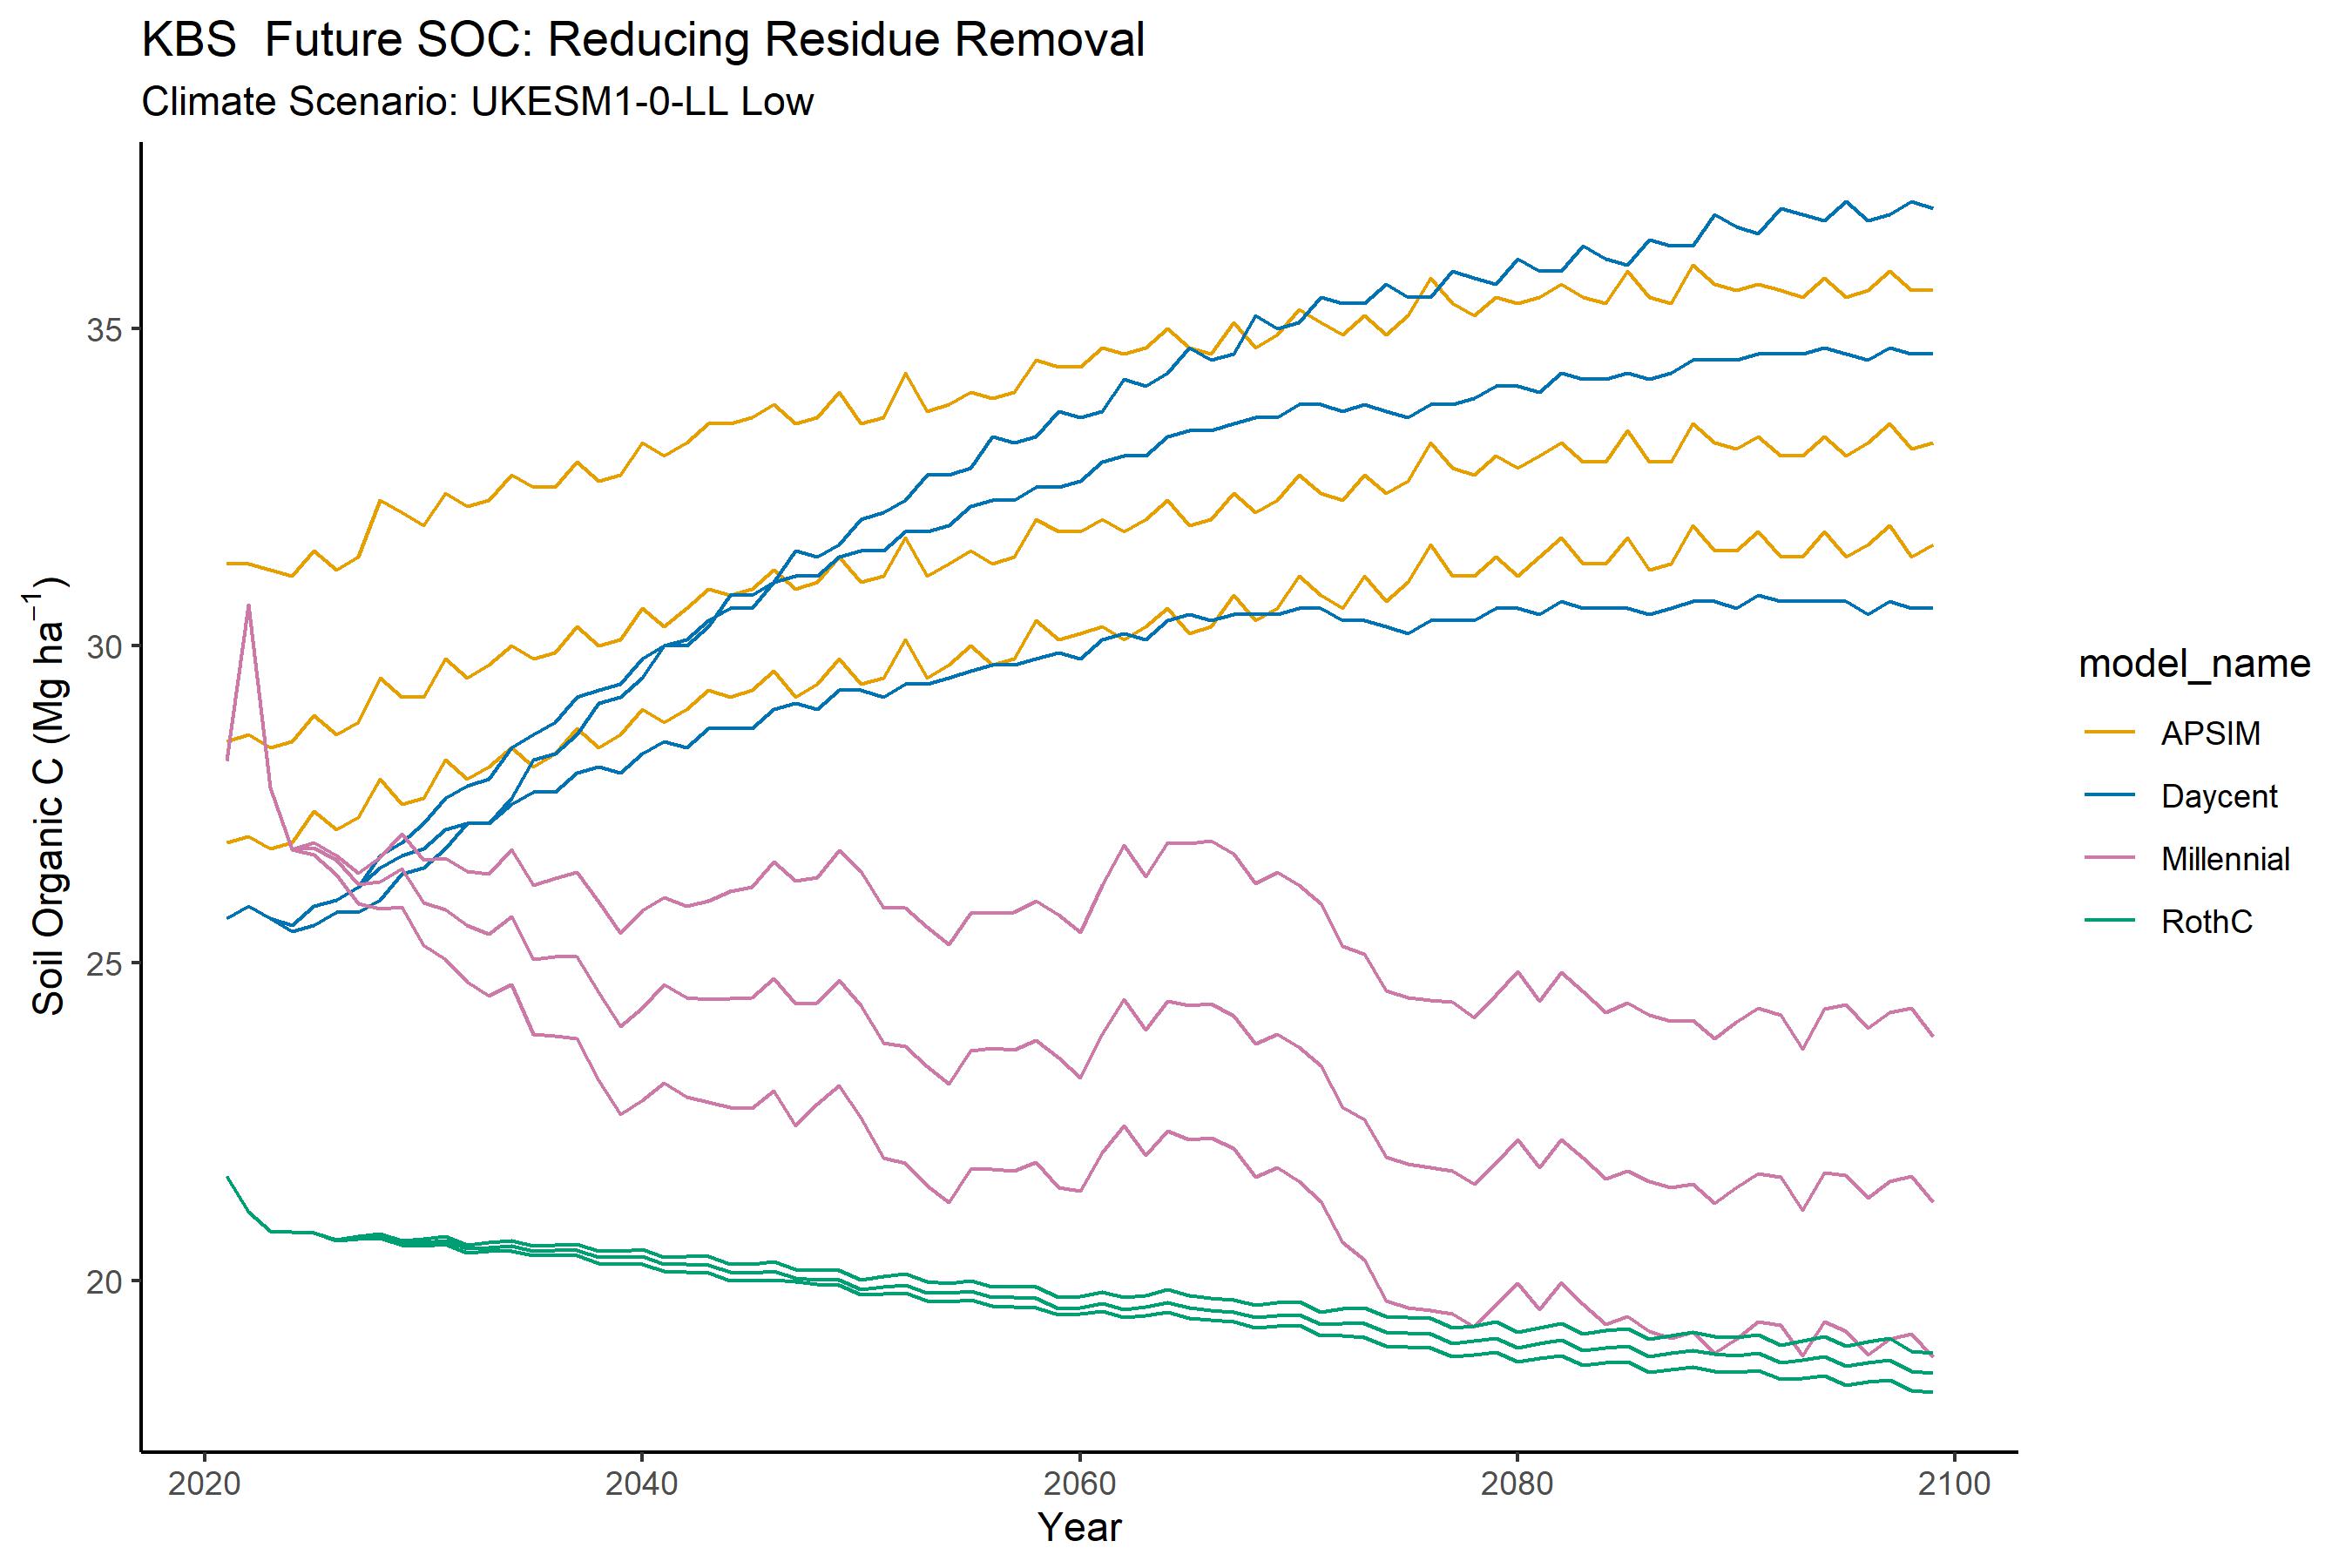 KBS  Future SOC: Reducing Residue Removal
Climate Scenario: UKESM1-0-LL Low
Soil Organic C (Mg ha⁻¹)
35
30
25
20
2020 2040 2060 2080 2100
Year
model_name
APSIM
Daycent
Millennial
RothC